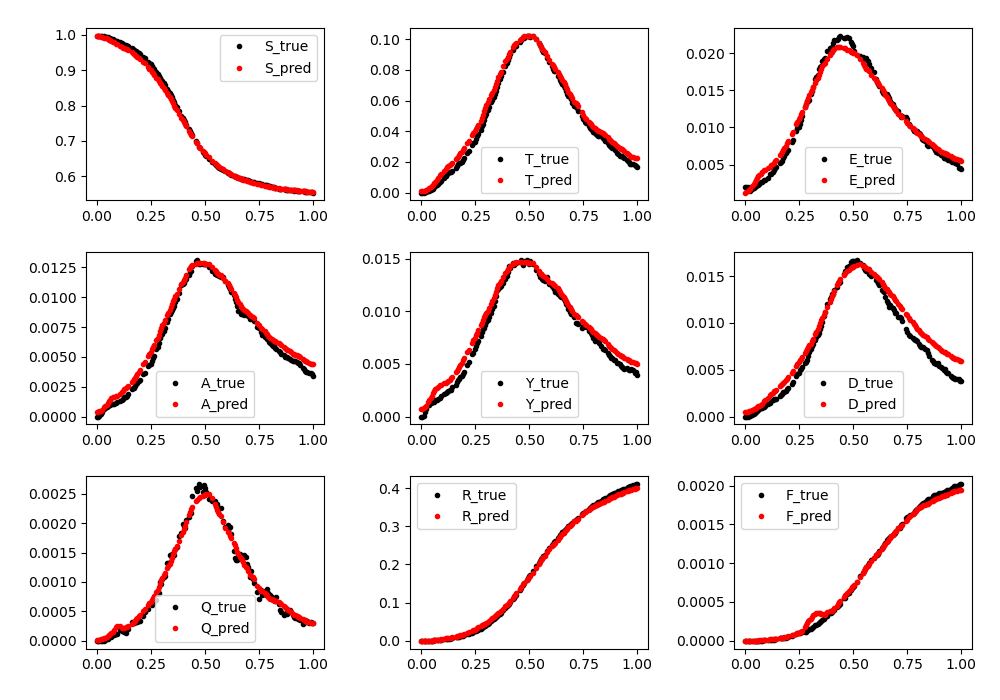 1.0
0.9
0.8
0.7
0.6
0.00 0.25 0.50 0.75 1.00
S_true
S_pred
0.10
0.08
0.06
0.04
0.02
0.00
0.00 0.25 0.50 0.75 1.00
T_true
T_pred
0.020
0.015
0.010
0.005
0.00 0.25 0.50 0.75 1.00
E_true
E_pred
0.0125
0.0100
0.0075
0.0050
0.0025
0.0000
0.00 0.25 0.50 0.75 1.00
A_true
A_pred
0.015
0.010
0.005
0.000
0.00 0.25 0.50 0.75 1.00
Y_true
Y_pred
0.015
0.010
0.005
0.000
0.00 0.25 0.50 0.75 1.00
D_true
D_pred
0.0025
0.0020
0.0015
0.0010
0.0005
0.0000
0.00 0.25 0.50 0.75 1.00
Q_true
Q_pred
0.4
0.3
0.2
0.1
0.0
0.00 0.25 0.50 0.75 1.00
R_true
R_pred
0.0020
0.0015
0.0010
0.0005
0.0000
0.00 0.25 0.50 0.75 1.00
F_true
F_pred